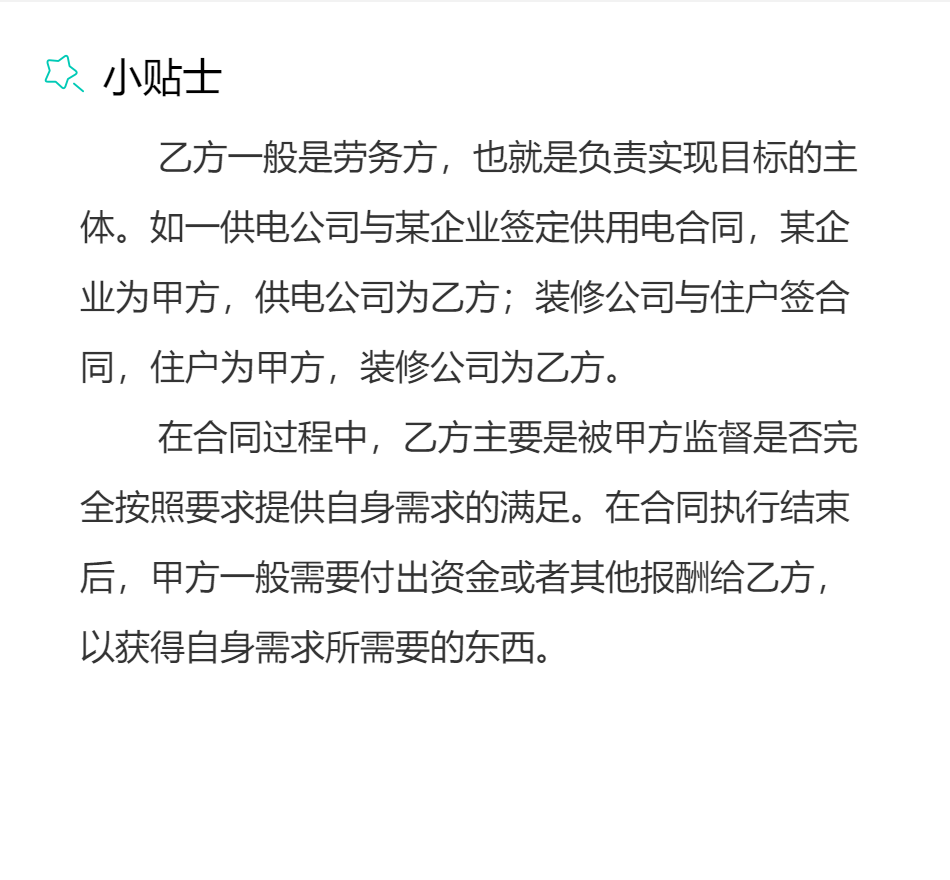 小贴士
乙方一般是劳务方，也就是负责实现目标的主
体。如一供电公司与某企业签定供用电合同，某企
业为甲方，供电公司为乙方；装修公司与住户签合
同，住户为甲方，装修公司为乙方。
在合同过程中，乙方主要是被甲方监督是否完
全按照要求提供自身需求的满足。在合同执行结束
后，甲方一般需要付出资金或者其他报酬给乙方，
以获得自身需求所需要的东西。